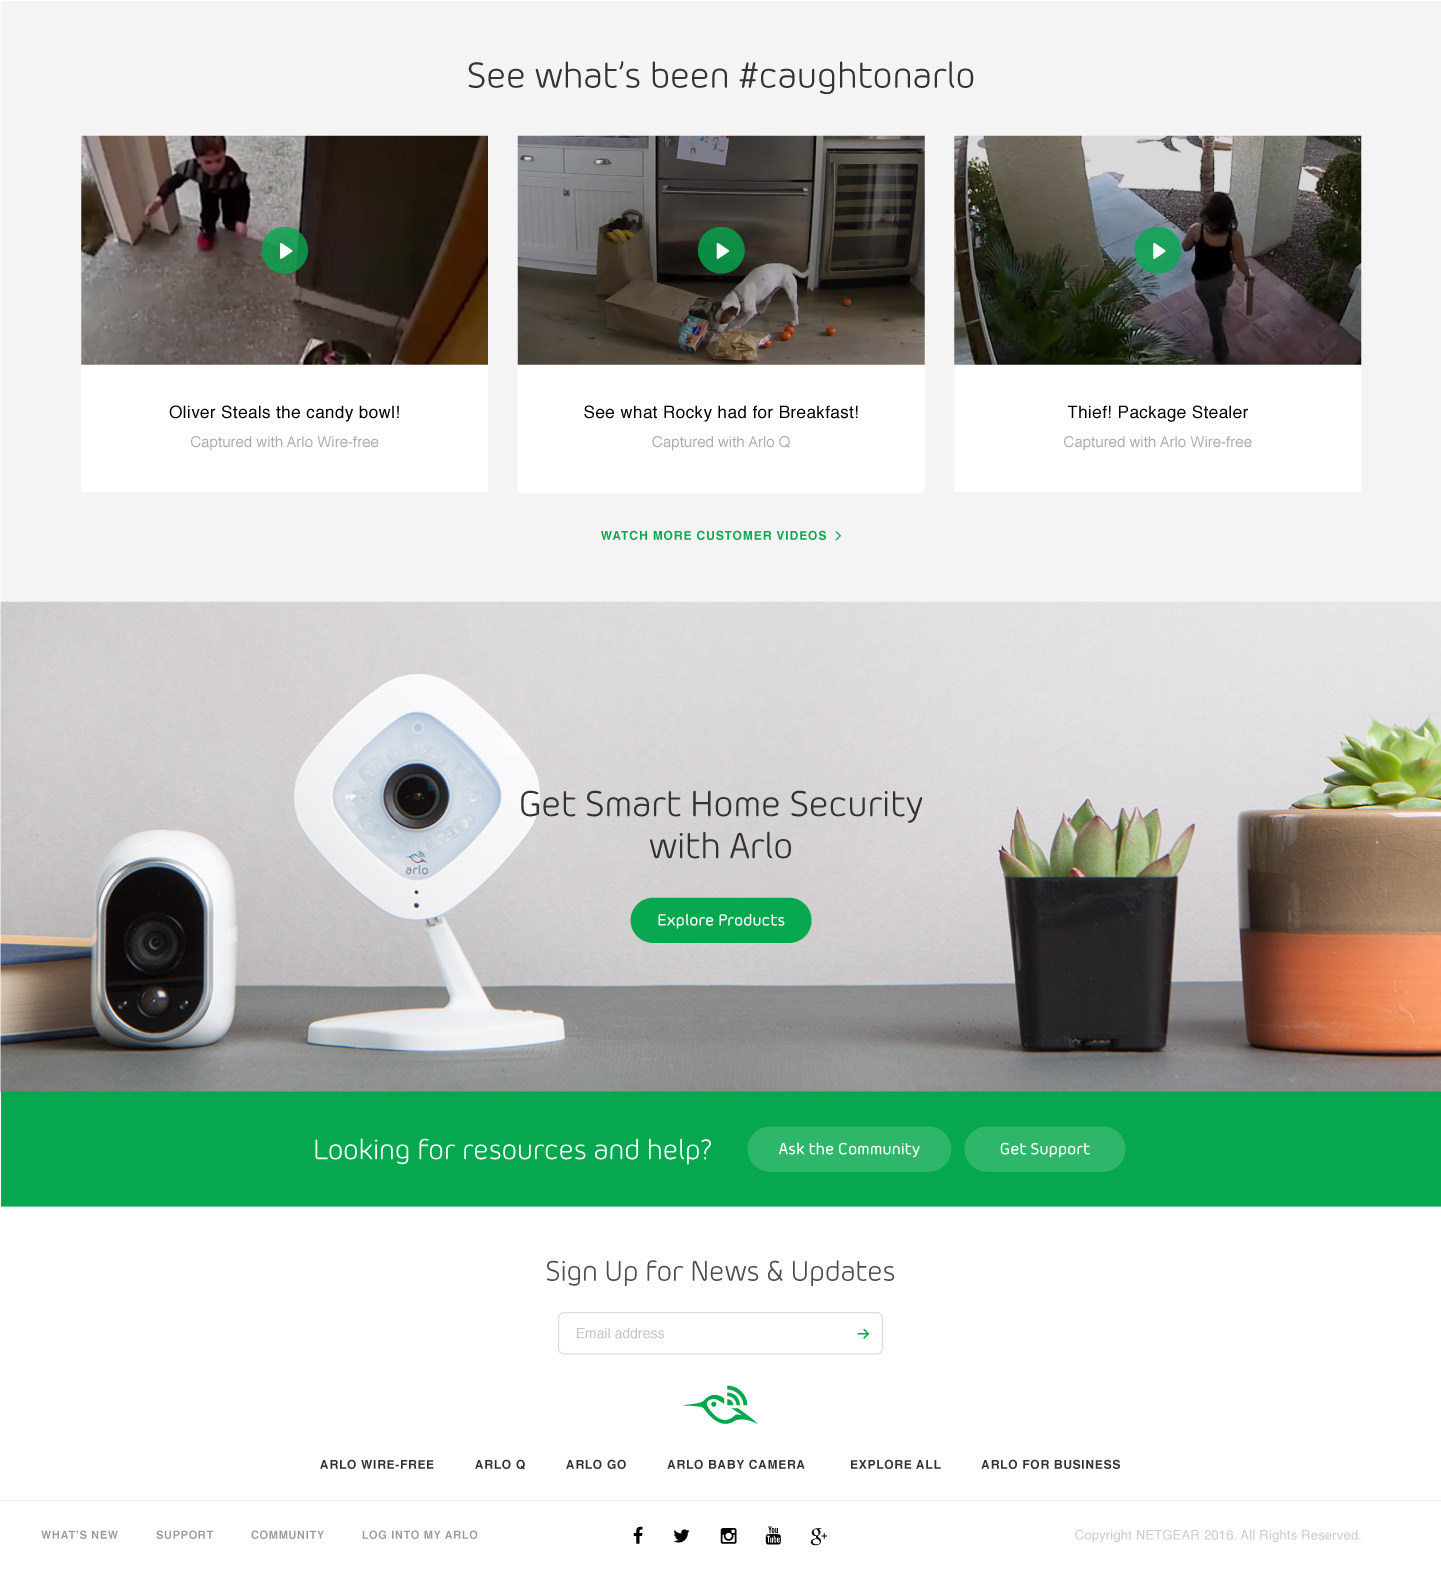 See what's been #caughtonarlo
Oliver Steals the candy bowl!
Captured with Arlo Wire-free
See what Rocky had for Breakfast!
Captured with Arlo Q
Thief! Package Stealer
Captured with Arlo Wire-free
WATCH MORE CUSTOMER VIDEOS
arlo
Get Smart Home Security
with Arlo
Explore Products
Looking for resources and help?
Ask the Community
Get Support
Sign Up for News & Updates
Email address
ARLO WIRE-FREE
ARLO Q
ARLO GO
ARLO BABY CAMERA
EXPLORE ALL
ARLO FOR BUSINESS
WHAT'S NEW
SUPPORT
COMMUNITY
LOG INTO MY ARLO
You
Tube
g+
Copyright NETGEAR 2016. All Rights Reserved.